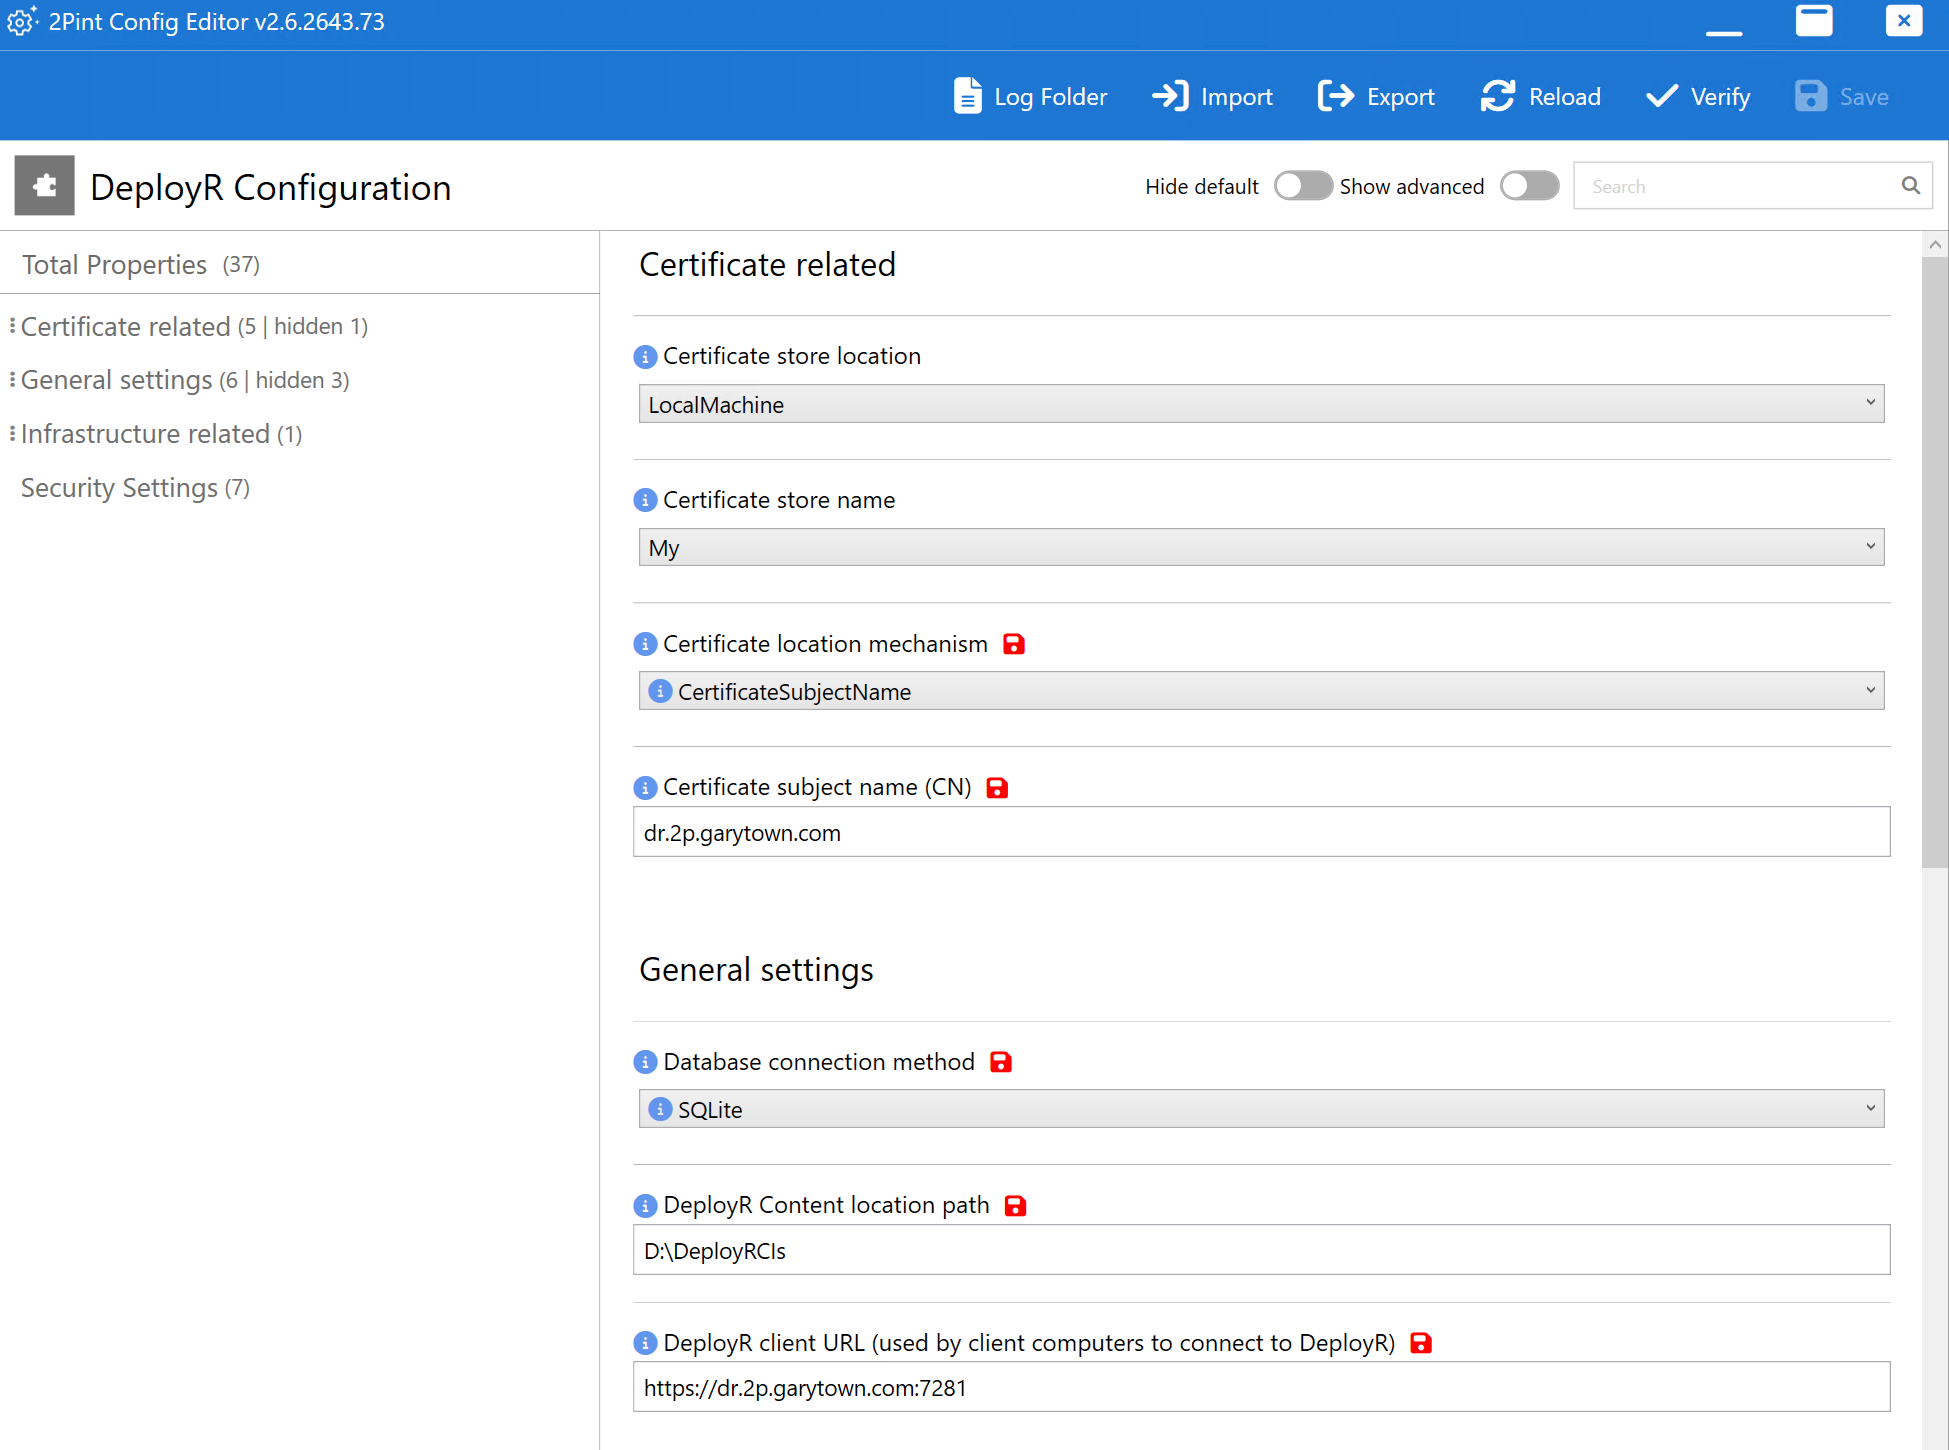 2Pint Config Editor v2.6.2643.73
Log Folder
Import
Export
Reload
Verify
Save
DeployR Configuration
Hide default
Show advanced
Search
Total Properties (37)
Certificate related (5 | hidden 1)
General settings (6 | hidden 3)
Infrastructure related (1)
Security Settings (7)
Certificate related
Certificate store location
LocalMachine
Certificate store name
My
Certificate location mechanism
CertificateSubjectName
Certificate subject name (CN)
dr.2p.garytown.com
General settings
Database connection method
SQLite
DeployR Content location path
D:\DeployRCIs
DeployR client URL (used by client computers to connect to DeployR)
https://dr.2p.garytown.com:7281